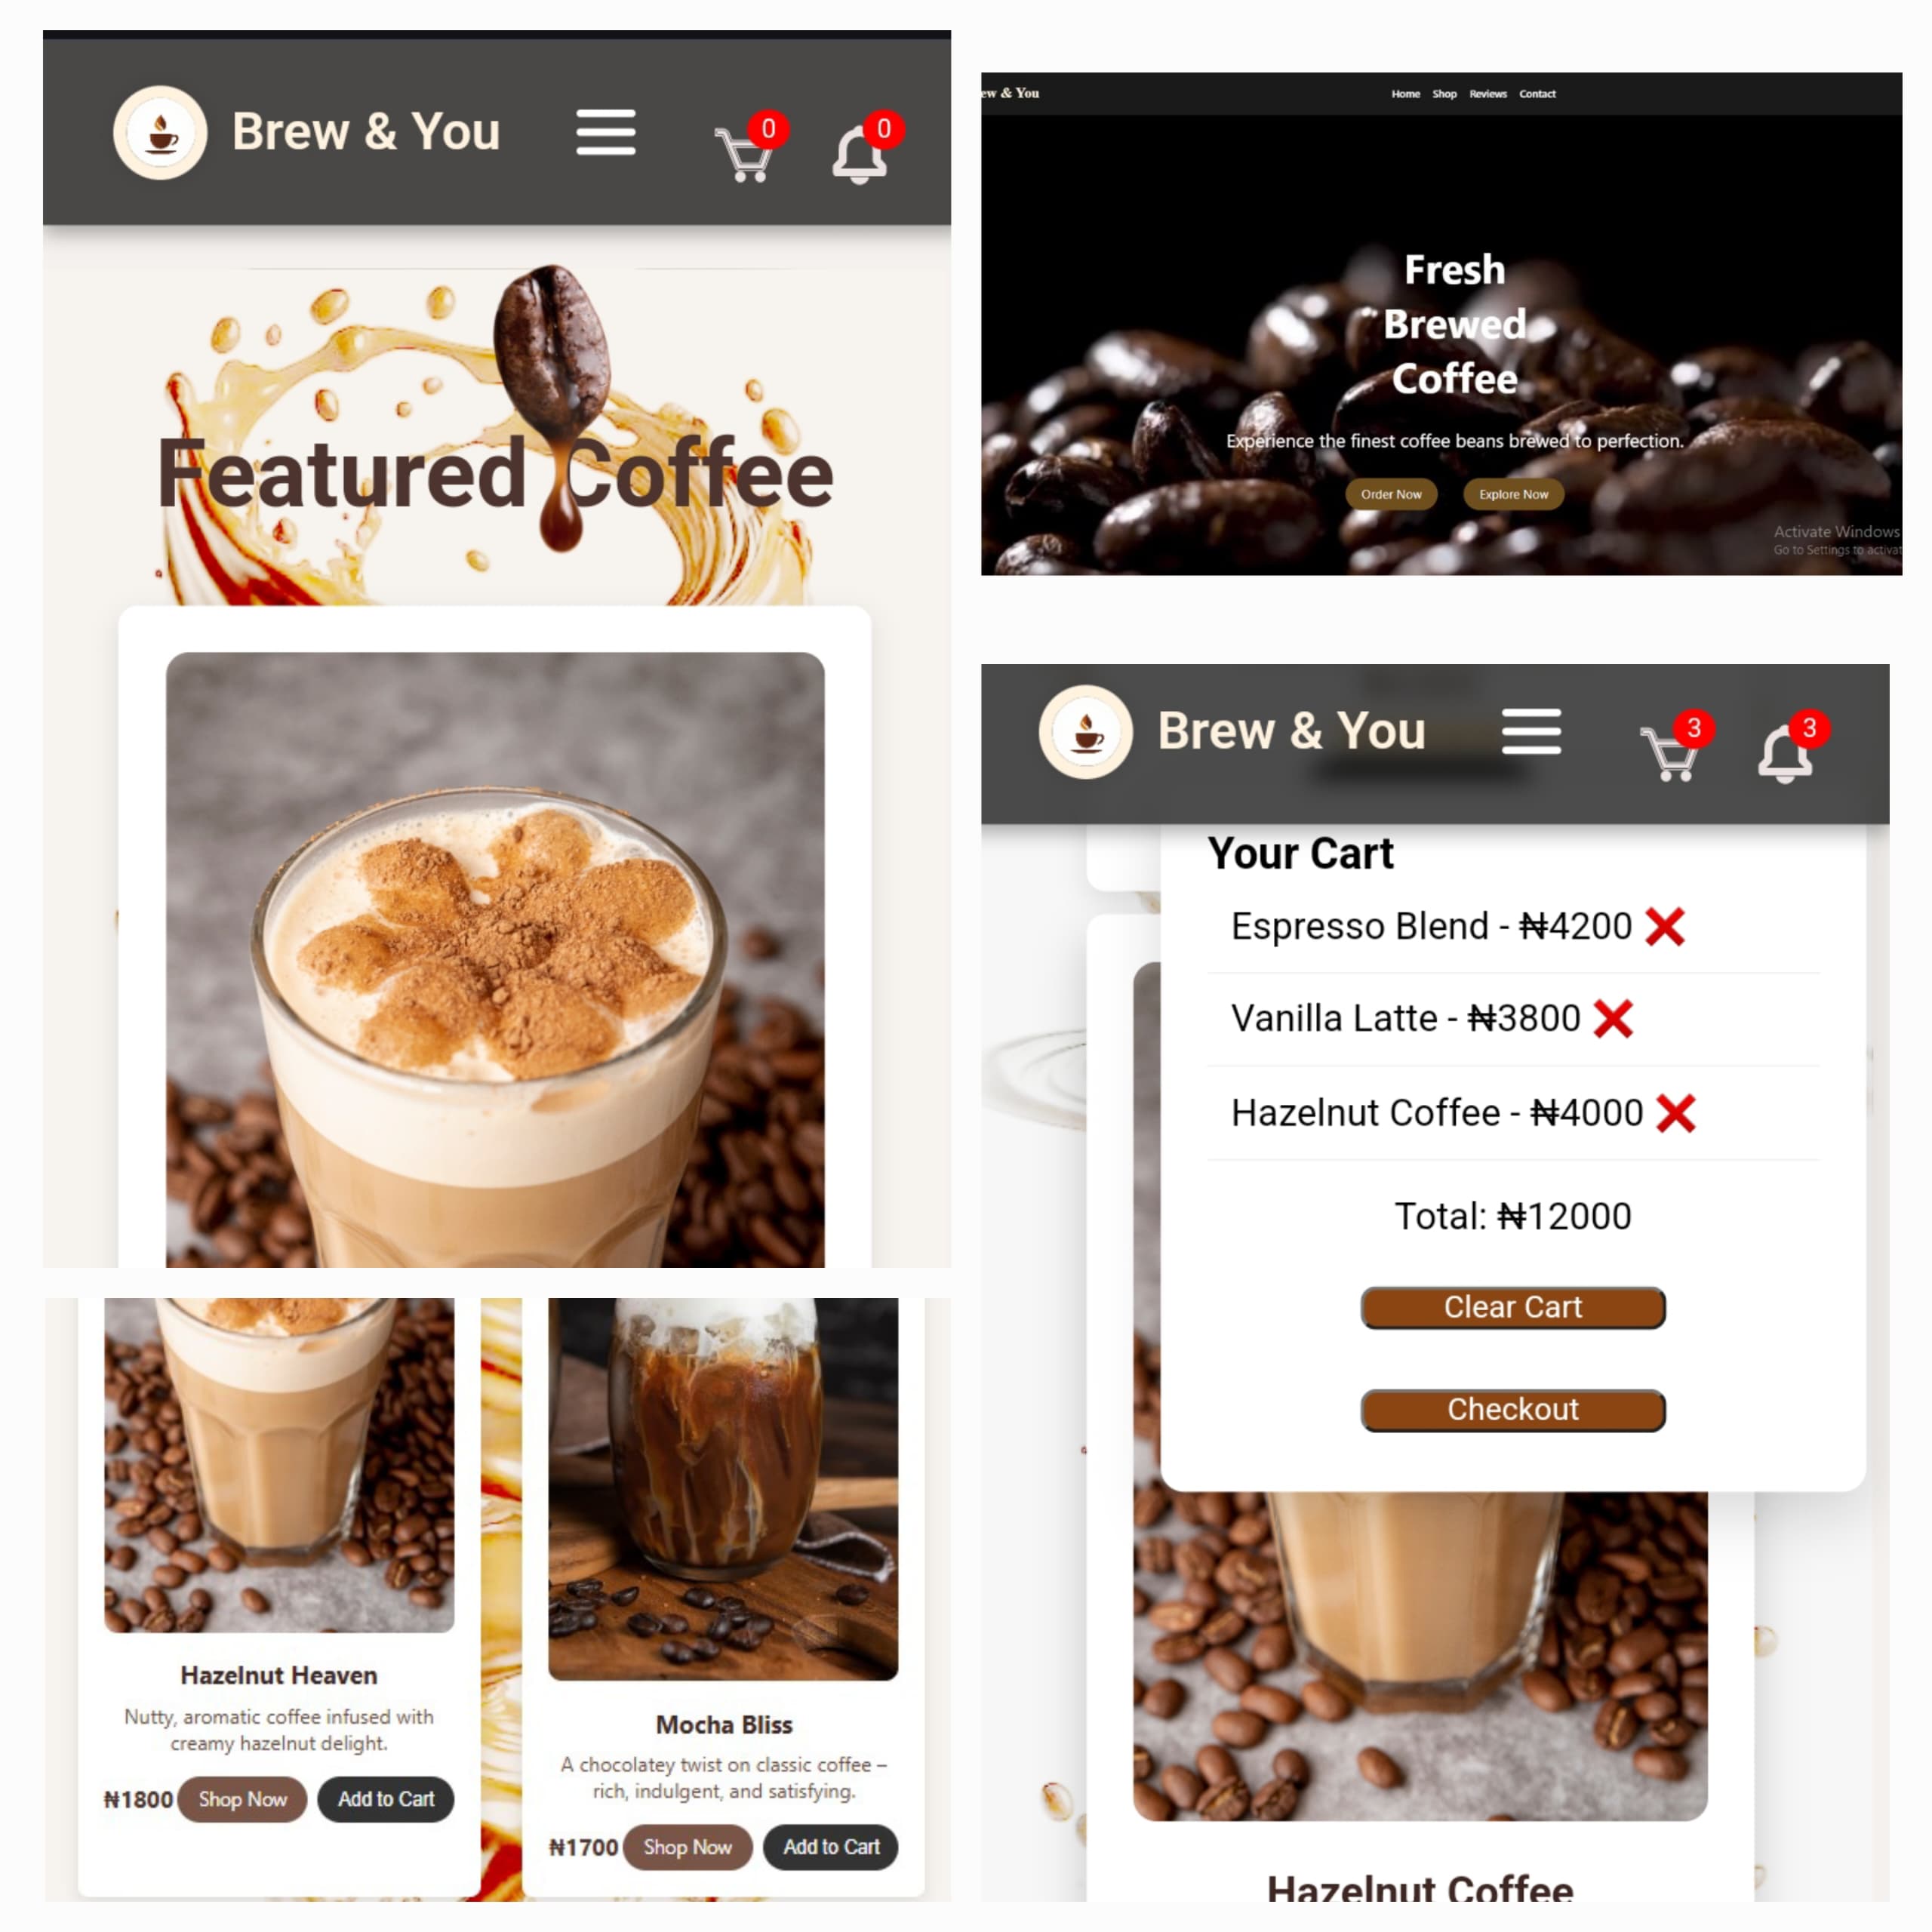 Brew & You
0
0
Featured Coffee
ew & You
Home Shop Reviews Contact
Fresh
Brewed
Coffee
Experience the finest coffee beans brewed to perfection.
Order Now
Explore Now
Activate Windows
Go to Settings to activat
Brew & You
3
3
Your Cart
Espresso Blend - ₦4200 ❌
Vanilla Latte - ₦3800 ❌
Hazelnut Coffee - ₦4000 ❌
Total: ₦12000
Clear Cart
Checkout
Hazelnut Coffee
Hazelnut Heaven
Nutty, aromatic coffee infused with
creamy hazelnut delight.
₦1800 Shop Now Add to Cart
Mocha Bliss
A chocolatey twist on classic coffee –
rich, indulgent, and satisfying.
₦1700 Shop Now Add to Cart